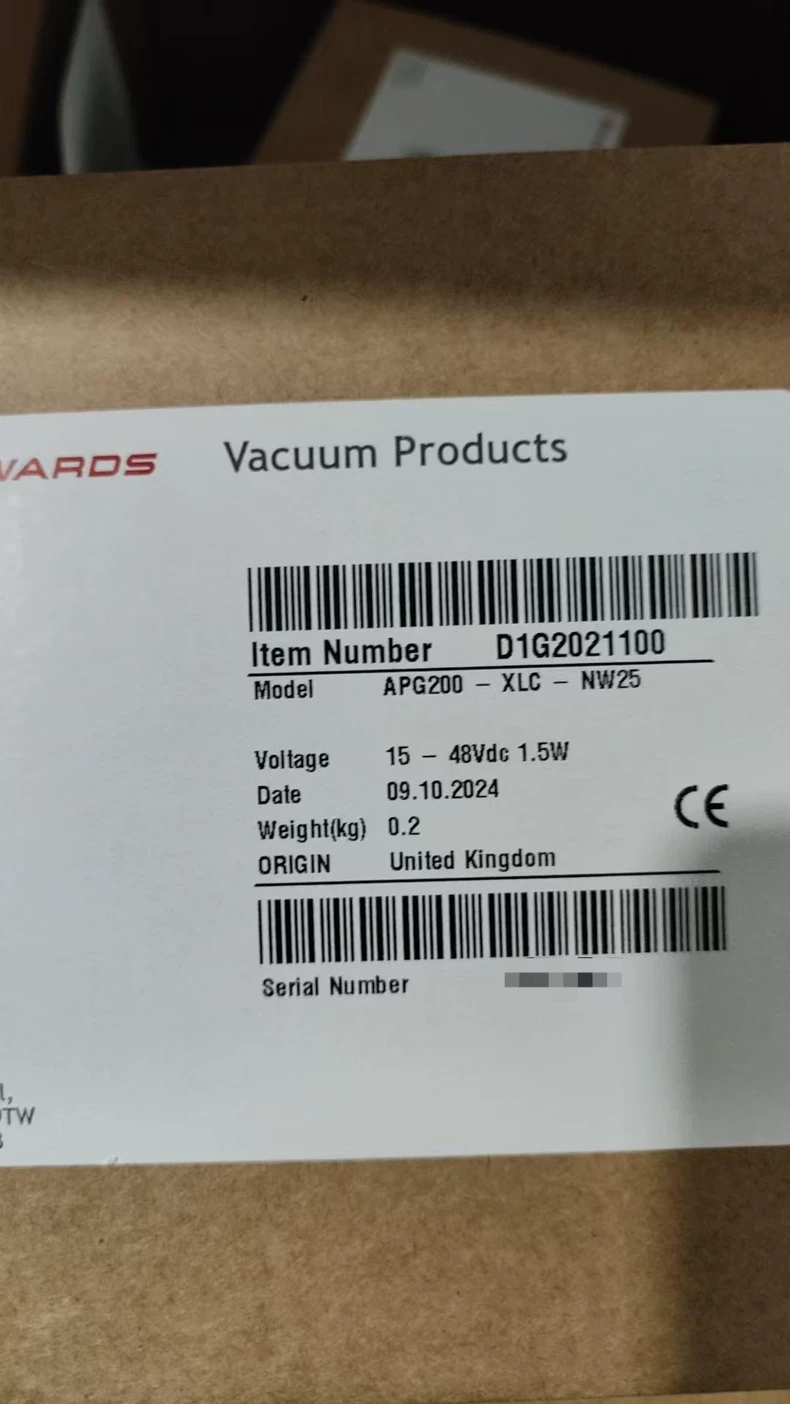 WARDS Vacuum Products
Item Number D1G2021100
Model APG200 - XLC - NW25
Voltage 15 - 48Vdc 1.5W
Date 09.10.2024
CE
Weight(kg) 0.2
ORIGIN United Kingdom
Serial Number
TW